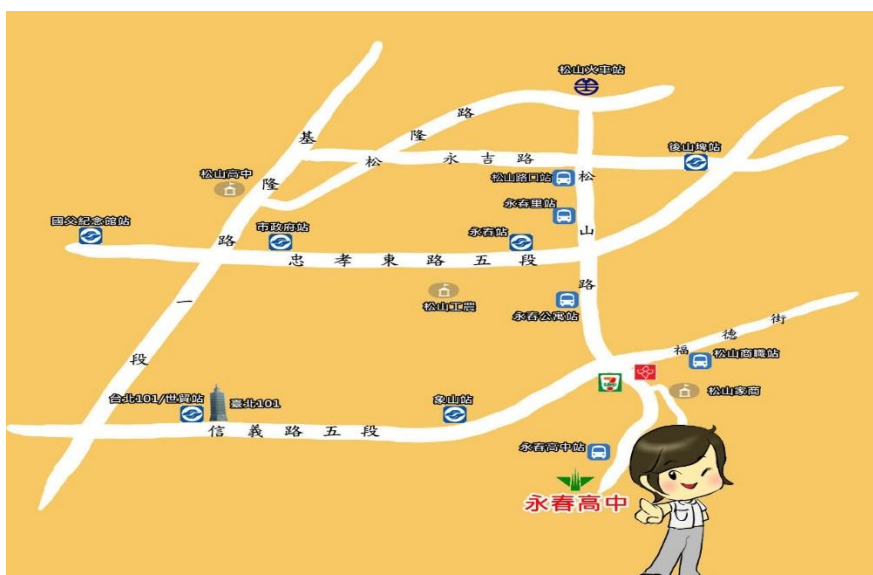 松山火車站
基隆路一段
松隆路
永吉路
後山埤站
松山高中
松山路口站
松山路
永春里站
國父紀念館站
市政府站
永春站
忠孝東路五段
松山工農
永春公寓站
福德街
松山商職站
台北101/世貿站
臺北101
象山站
7
松山家商
信義路五段
永春高中站
永春高中